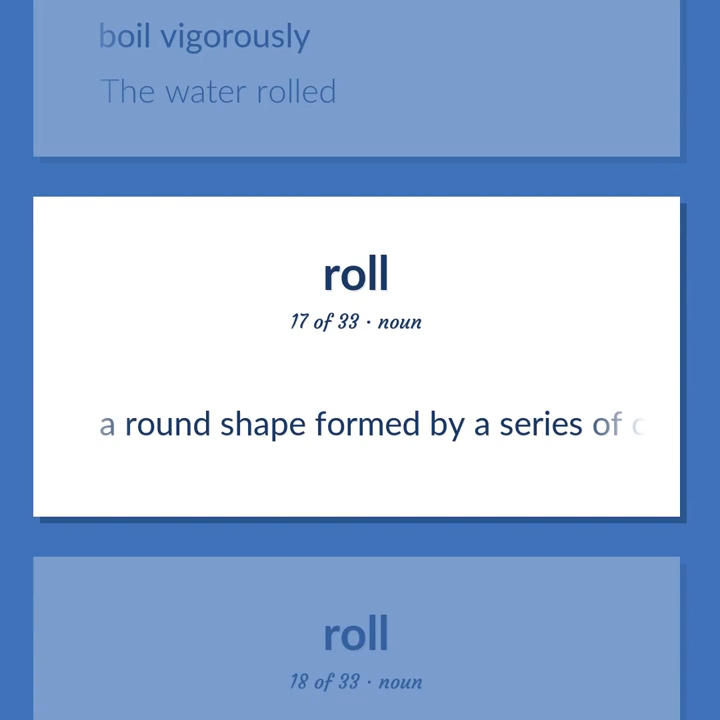 boil vigorously
The water rolled
roll
17 of 33 · noun
a round shape formed by a series of
roll
18 of 33 · noun